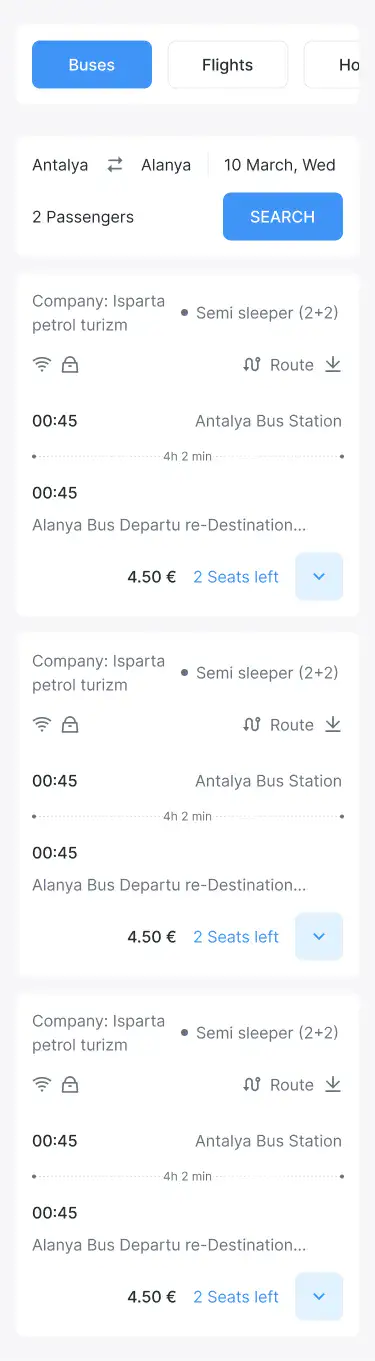 Buses Flights Ho
Antalya Alanya 10 March, Wed
2 Passengers SEARCH
Company: Isparta
petrol turizm
Semi sleeper (2+2)
Route
00:45 Antalya Bus Station
4h 2 min
00:45
Alanya Bus Departu re-Destination...
4.50 € 2 Seats left
Company: Isparta
petrol turizm
Semi sleeper (2+2)
Route
00:45 Antalya Bus Station
4h 2 min
00:45
Alanya Bus Departu re-Destination...
4.50 € 2 Seats left
Company: Isparta
petrol turizm
Semi sleeper (2+2)
Route
00:45 Antalya Bus Station
4h 2 min
00:45
Alanya Bus Departu re-Destination...
4.50 € 2 Seats left